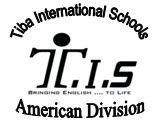 Tiba International Schools
T.I.S
BRINGING ENGLISH .... TO LIFE
American Division